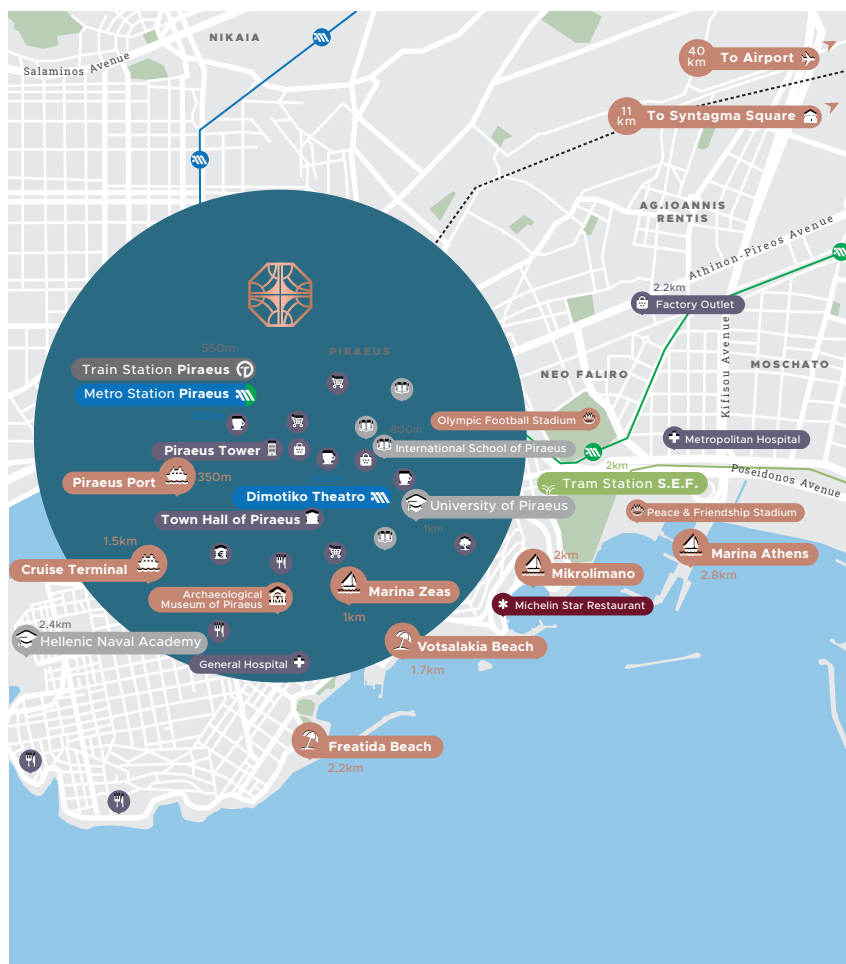 NIKAIA
Salaminos Avenue
40
km
To Airport
11
km
To Syntagma Square
AG.IOANNIS
RENTIS
Athinon-Pireos Avenue
2.2km
Factory Outlet
Kifisou Avenue
MOSCHATO
NEO FALIRO
550m
PIRAEUS
Train Station Piraeus
Metro Station Piraeus
Olympic Football Stadium
800m
International School of Piraeus
Metropolitan Hospital
Piraeus Tower
Piraeus Port
350m
2km
Tram Station S.E.F.
Poseidonos Avenue
Dimotiko Theatro
University of Piraeus
1km
Town Hall of Piraeus
Peace & Friendship Stadium
1.5km
Cruise Terminal
2km
Mikrolimano
Marina Athens
2.8km
Archaeological
Museum of Piraeus
Marina Zeas
1km
Michelin Star Restaurant
2.4km
Hellenic Naval Academy
General Hospital
Votsalakia Beach
1.7km
Freatida Beach
2.2km